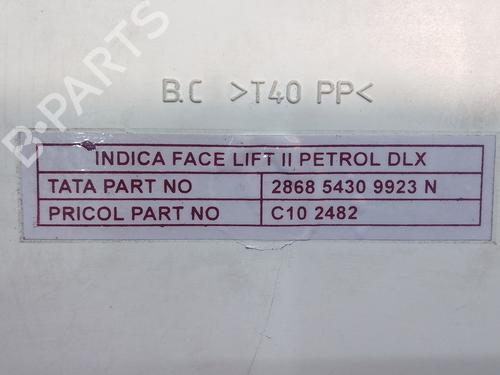 B-PARTS
B.C >T40 PP<
INDICA FACE LIFT II PETROL DLX
TATA PART NO 2868 5430 9923 N
PRICOL PART NO C10 2482